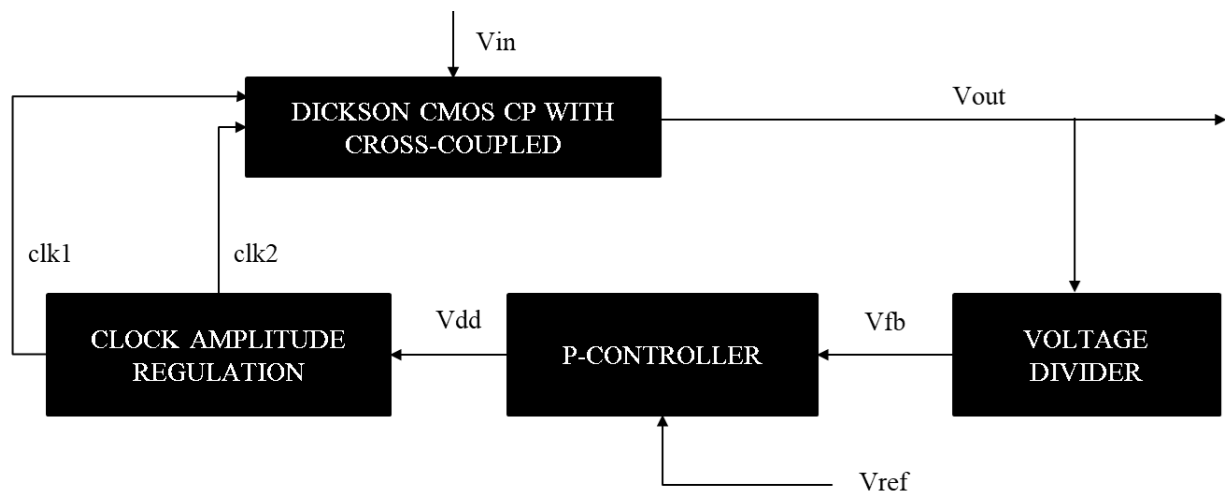 Vin
DICKSON CMOS CP WITH
CROSS-COUPLED
Vout
clk1
clk2
CLOCK AMPLITUDE
REGULATION
Vdd
P-CONTROLLER
Vfb
VOLTAGE
DIVIDER
Vref